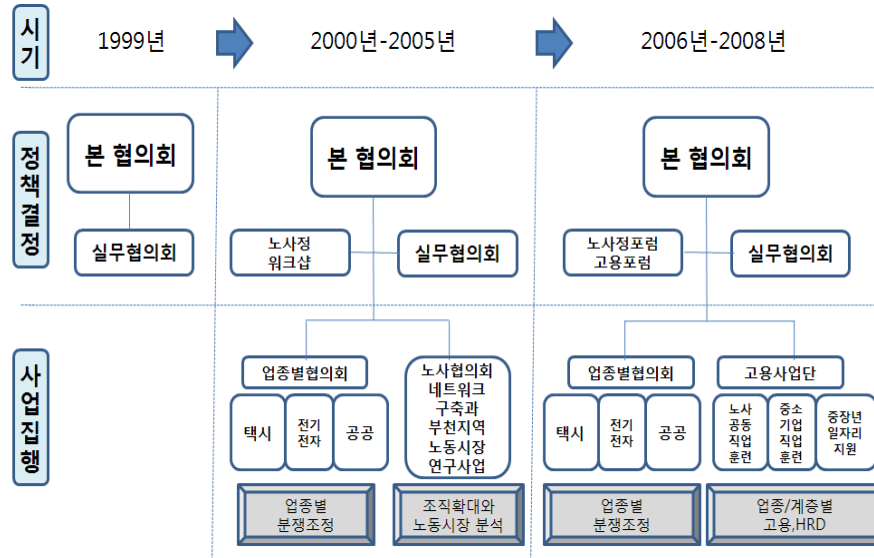 시
기
1999년
2000년-2005년
2006년-2008년
정
책
결
정
본 협의회
실무협의회
본 협의회
노사정
워크샵
실무협의회
본 협의회
노사정포럼
고용포럼
실무협의회
사
업
집
행
업종별협의회
택시
전기
전자
공공
노사협의회
네트워크
구축과
부천지역
노동시장
연구사업
업종별
분쟁조정
조직확대와
노동시장 분석
업종별협의회
택시
전기
전자
공공
고용사업단
노사
공동
직업
훈련
중소
기업
직업
훈련
중장년
일자리
지원
업종별
분쟁조정
업종/계층별
고용,HRD